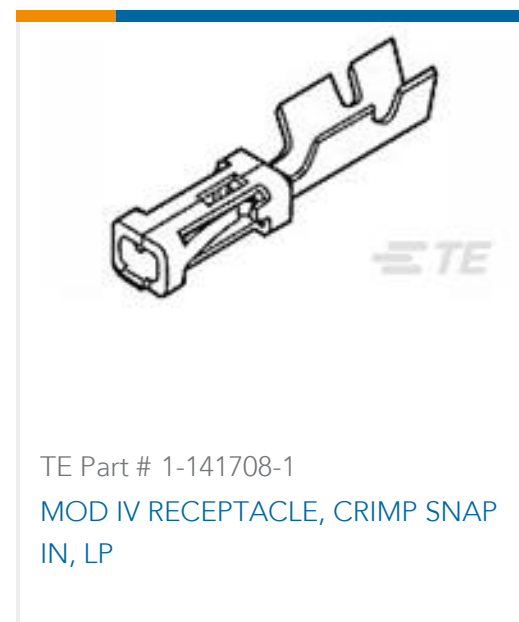 TE
TE Part # 1-141708-1
MOD IV RECEPTACLE, CRIMP SNAP
IN, LP